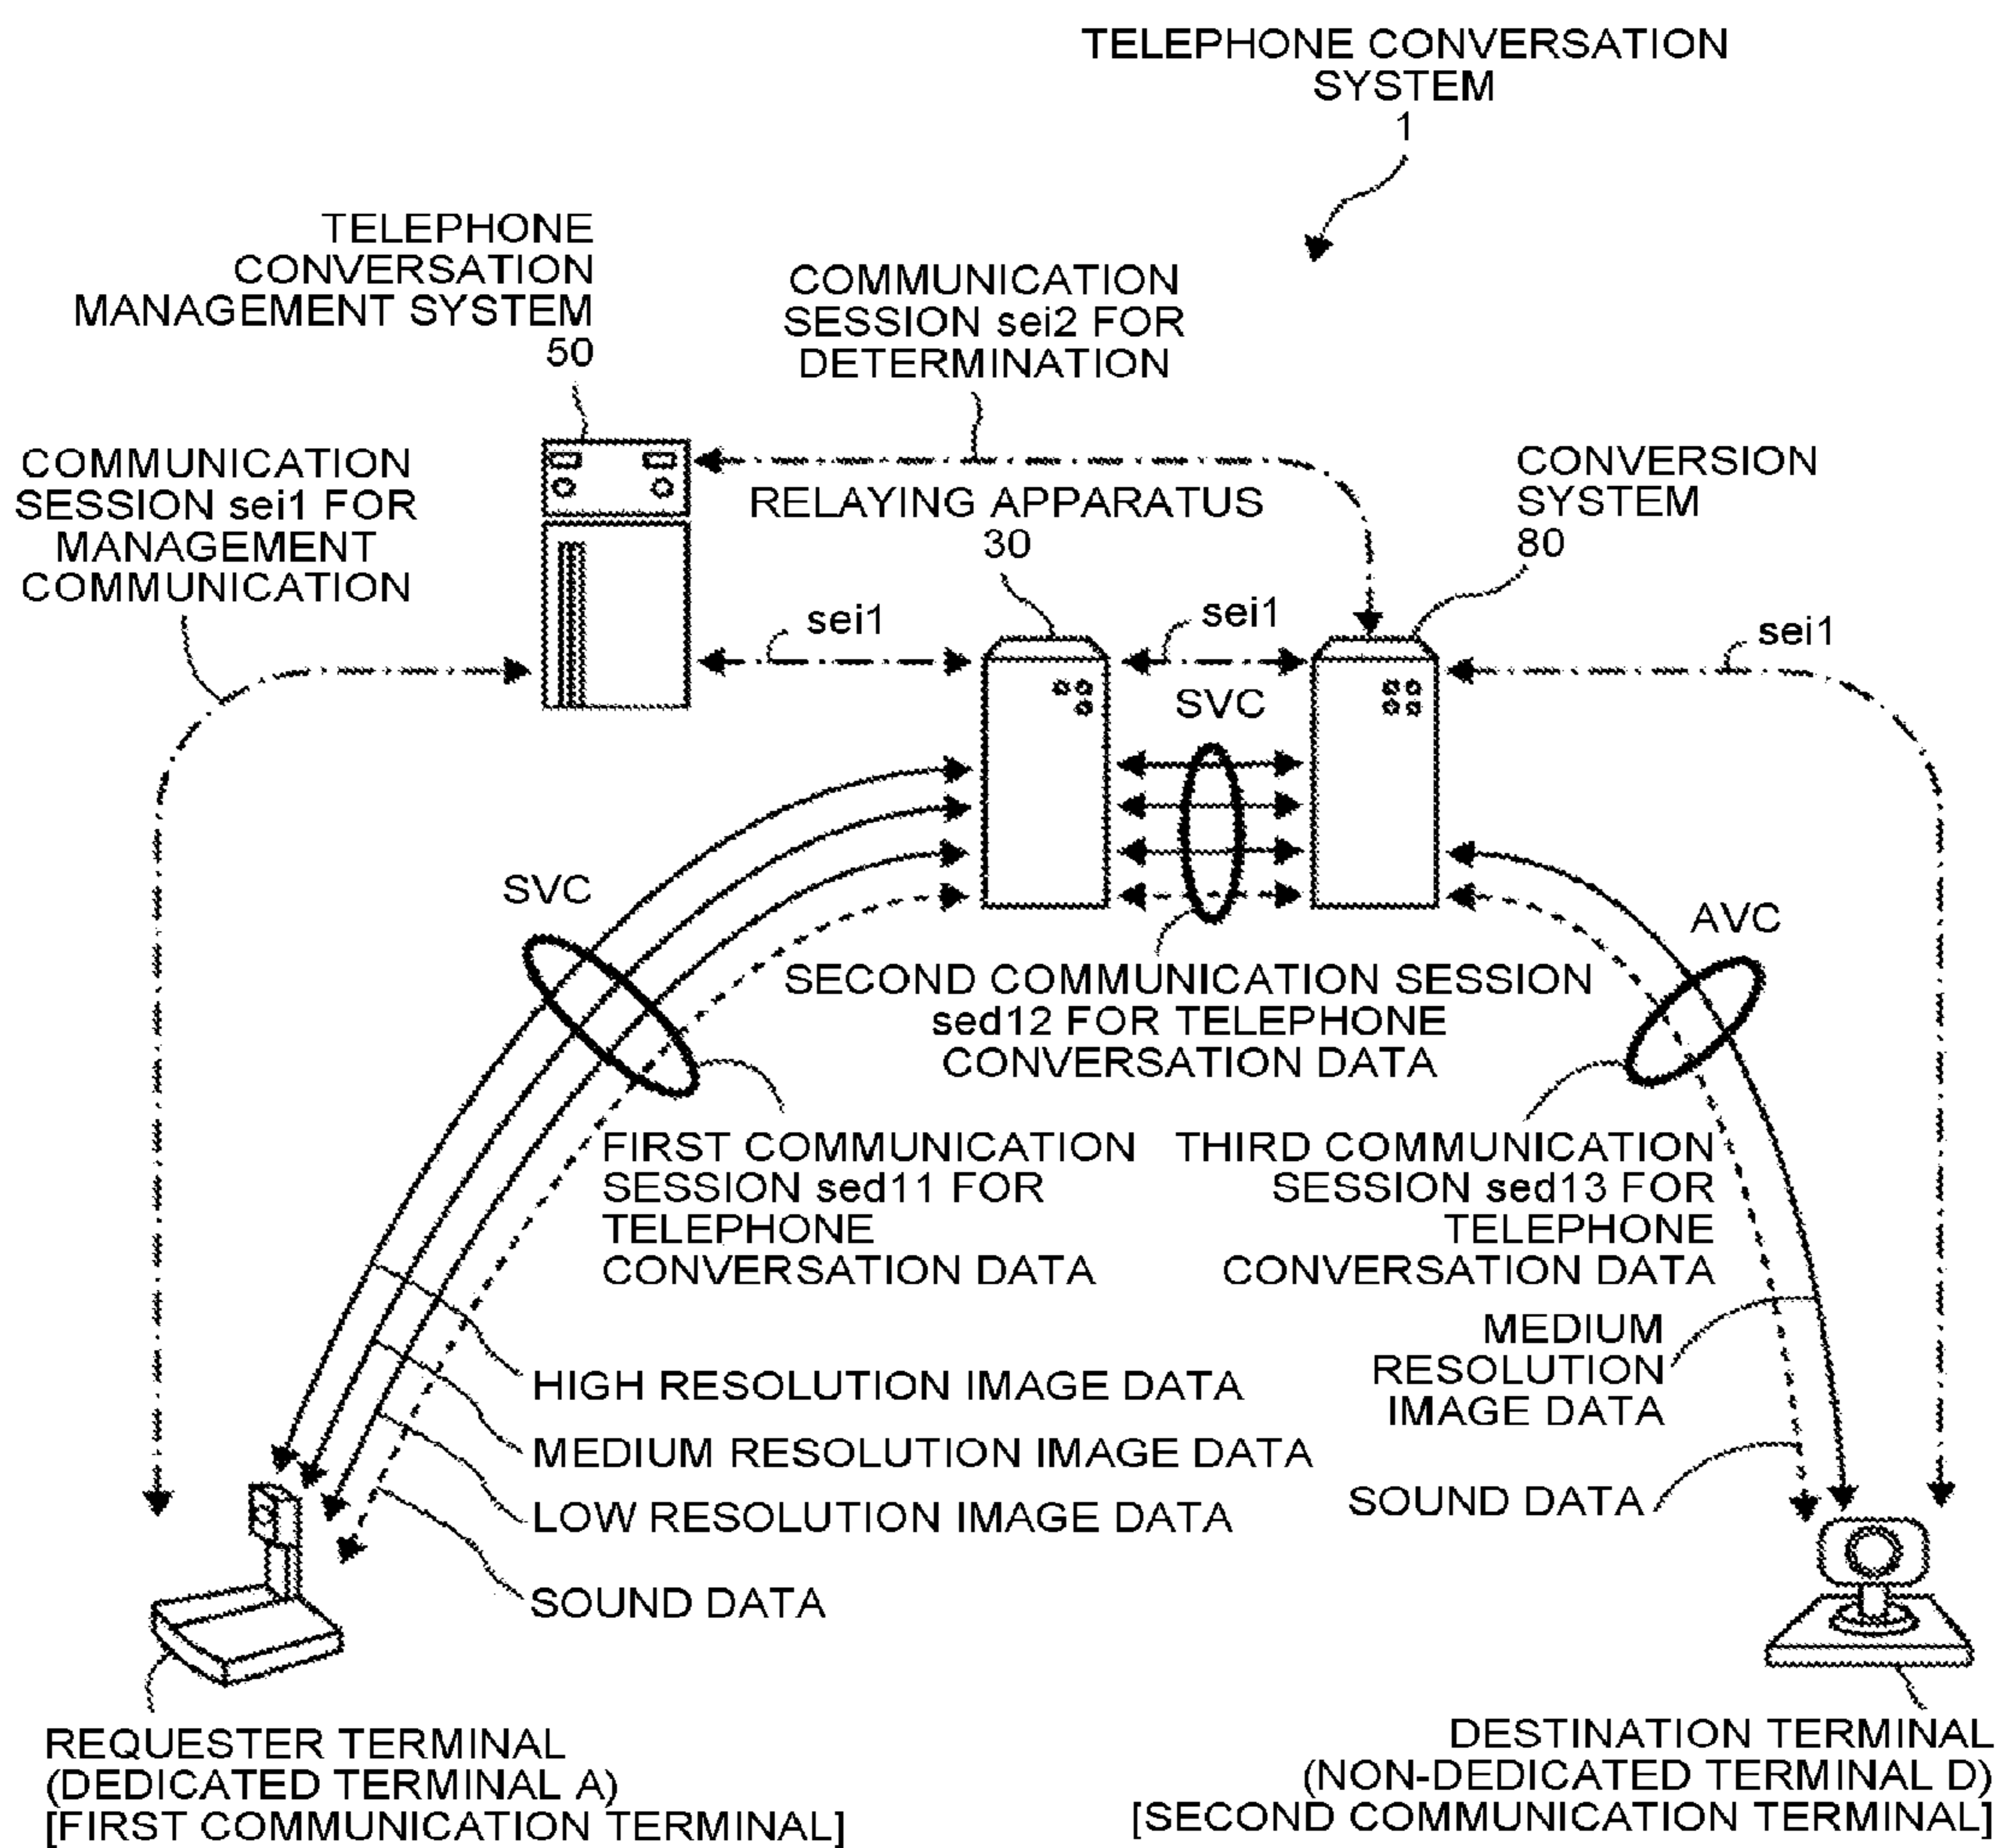 TELEPHONE CONVERSATION
SYSTEM
1
TELEPHONE
CONVERSATION
MANAGEMENT SYSTEM
50
COMMUNICATION
SESSION sei2 FOR
DETERMINATION
COMMUNICATION
SESSION sei1 FOR
MANAGEMENT
COMMUNICATION
RELAYING APPARATUS
30
CONVERSION
SYSTEM
80
sei1
sei1
sei1
SVC
SVC
AVC
SECOND COMMUNICATION SESSION
sed12 FOR TELEPHONE
CONVERSATION DATA
FIRST COMMUNICATION
SESSION sed11 FOR
TELEPHONE
CONVERSATION DATA
THIRD COMMUNICATION
SESSION sed13 FOR
TELEPHONE
CONVERSATION DATA
HIGH RESOLUTION IMAGE DATA
MEDIUM RESOLUTION IMAGE DATA
LOW RESOLUTION IMAGE DATA
SOUND DATA
MEDIUM
RESOLUTION
IMAGE DATA
SOUND DATA
REQUESTER TERMINAL
(DEDICATED TERMINAL A)
[FIRST COMMUNICATION TERMINAL]
DESTINATION TERMINAL
(NON-DEDICATED TERMINAL D)
[SECOND COMMUNICATION TERMINAL]